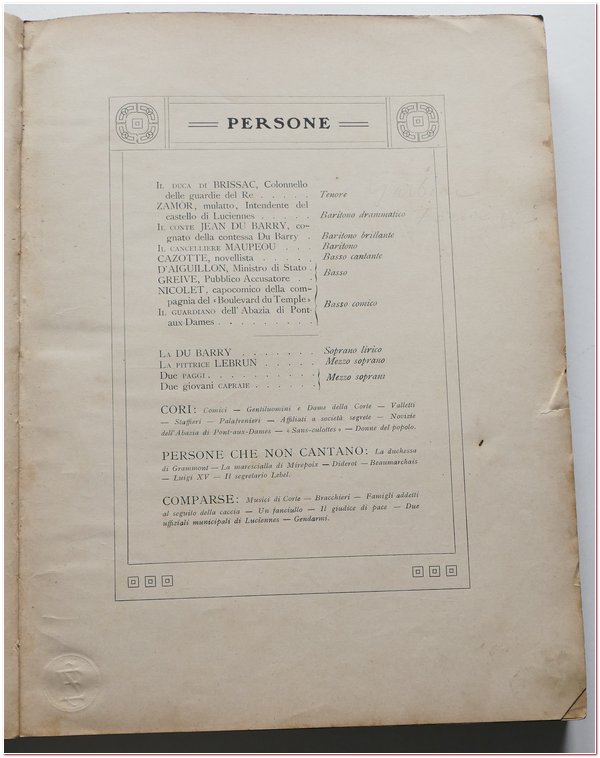 PERSONE
IL DUCA DI BRISSAC, Colonnello
delle guardie del Re . . . . . Tenore
ZAMOR, mulatto, Intendente del
castello di Luciennes . . . . . Baritono drammatico
IL CONTE JEAN DU BARRY, co-
gnato della contessa Du Barry . Baritono brillante
IL CANCELLIERE MAUPEOU . . . . Baritono
CAZOTTE, novellista . . . . . Basso cantante
D'AIGUILLON, Ministro di Stato .
GREIVE, Pubblico Accusatore . . Basso
NICOLET, capocomico della com-
pagnia del «Boulevard du Temple»
IL GUARDIANO dell'Abazia di Pont-
aux-Dames . . . . . . . . . Basso comico
LA DU BARRY . . . . . . . Soprano lirico
LA PITTRICE LEBRUN . . . . . Mezzo soprano
Due PAGGI . . . . . . . . .
Due giovani CAPRAIE . . . . . Mezzo soprani
CORI: Comici — Gentiluomini e Dame della Corte — Valletti
— Staffieri — Palafrenieri — Affiliati a società segrete — Novizie
dell'Abazia di Pont-aux-Dames — «Sans-culottes» — Donne del popolo.
PERSONE CHE NON CANTANO: La duchessa
di Grammont — La marescialla di Mirepoix — Diderot — Beaumarchais
— Luigi XV — Il segretario Lebel.
COMPARSE: Musici di Corte — Bracchieri — Famigli addetti
al seguito della caccia — Un fanciullo — Il giudice di pace — Due
uffiziali municipali di Luciennes — Gendarmi.